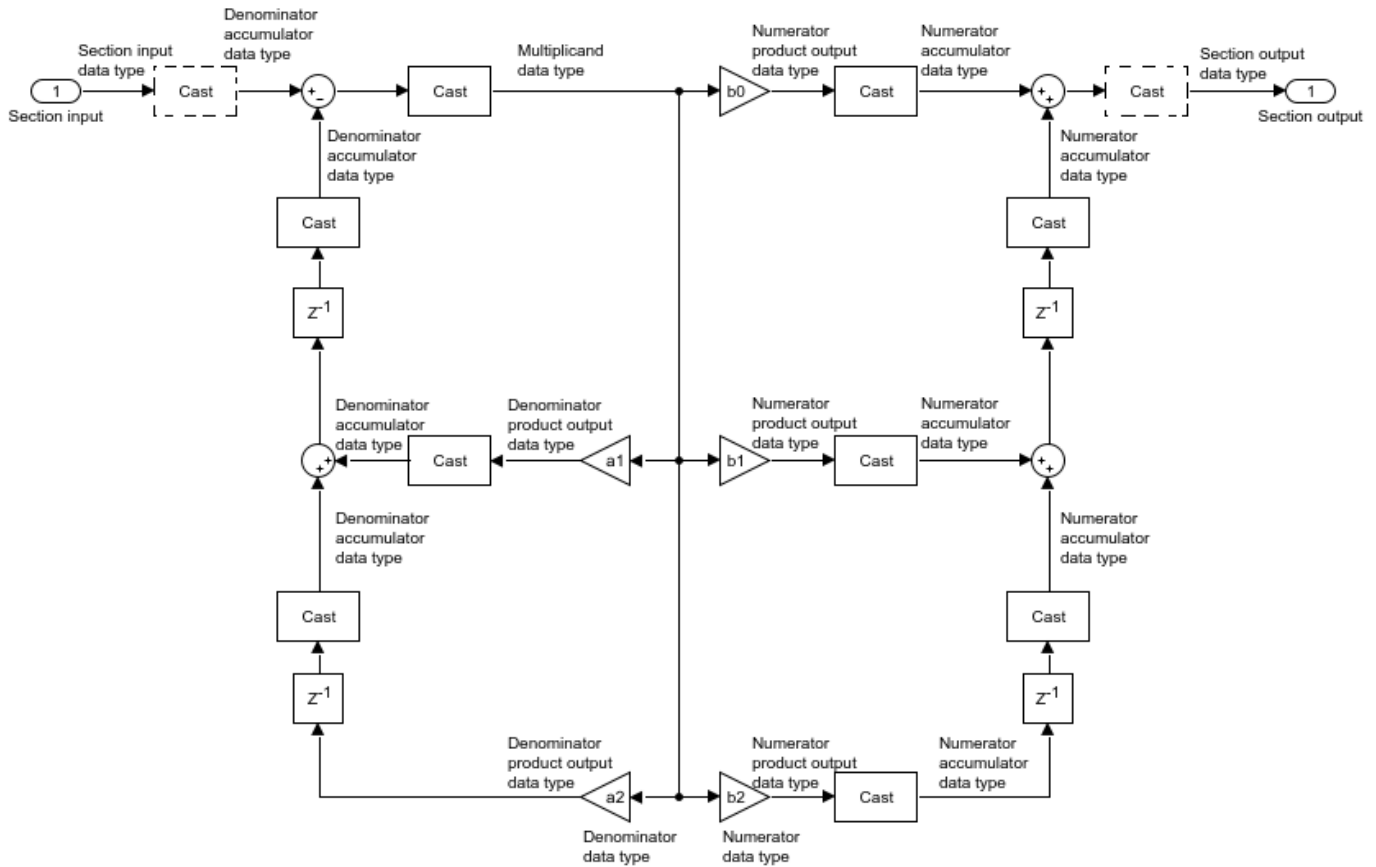 Denominator
accumulator
data type
Section input
data type
Multiplicand
data type
Numerator
product output
data type
Numerator
accumulator
data type
Section output
data type
1
Section input
Cast
+
−
Cast
b0
Cast
+
+
Cast
1
Section output
Denominator
accumulator
data type
Numerator
accumulator
data type
Cast
Cast
Z-1
Z-1
Denominator
accumulator
data type
Denominator
product output
data type
Numerator
product output
data type
Numerator
accumulator
data type
+
+
Cast
a1
b1
Cast
+
+
Denominator
accumulator
data type
Numerator
accumulator
data type
Cast
Cast
Z-1
Z-1
Denominator
product output
data type
Numerator
product output
data type
Numerator
accumulator
data type
a2
b2
Cast
Denominator
data type
Numerator
data type